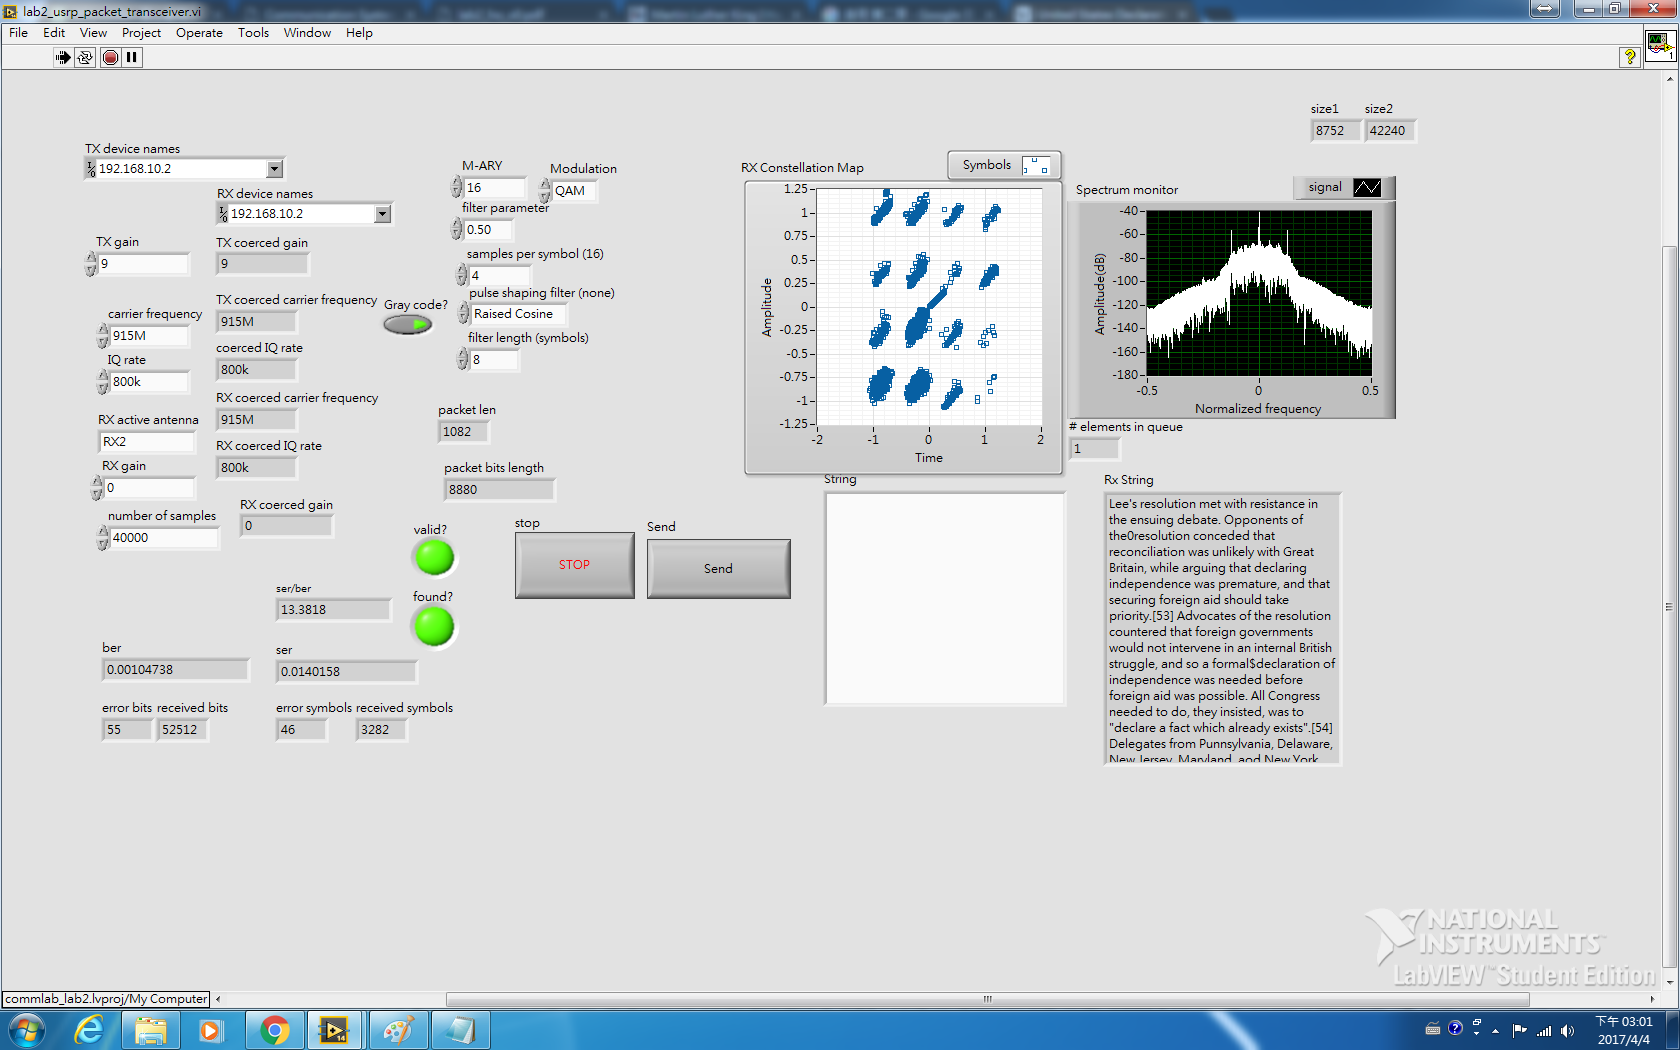 lab2_usrp_packet_transceiver.vi
File Edit View Project Operate Tools Window Help
size1 size2
8752 42240
TX device names
192.168.10.2
RX device names
192.168.10.2
TX gain
9
TX coerced gain
9
carrier frequency
915M
TX coerced carrier frequency
915M
IQ rate
800k
coerced IQ rate
800k
RX coerced carrier frequency
915M
RX active antenna
RX2
RX coerced IQ rate
800k
RX gain
0
RX coerced gain
0
number of samples
40000
M-ARY
16
Modulation
QAM
filter parameter
0.50
samples per symbol (16)
4
pulse shaping filter (none)
Raised Cosine
filter length (symbols)
8
Gray code?
packet len
1082
packet bits length
8880
valid?
found?
stop
STOP
Send
Send
ser/ber
13.3818
ber
0.00104738
ser
0.0140158
error bits received bits
55 52512
error symbols received symbols
46 3282
RX Constellation Map
Symbols
1.25
1
0.75
0.5
0.25
0
-0.25
-0.5
-0.75
-1
-1.25
Amplitude
-2 -1 0 1 2
Time
Spectrum monitor
signal
-40
-60
-80
-100
-120
-140
-160
-180
Amplitude(dB)
-0.5 0 0.5
Normalized frequency
# elements in queue
1
String
Rx String
Lee's resolution met with resistance in
the ensuing debate. Opponents of
the0resolution conceded that
reconciliation was unlikely with Great
Britain, while arguing that declaring
independence was premature, and that
securing foreign aid should take
priority.[53] Advocates of the resolution
countered that foreign governments
would not intervene in an internal British
struggle, and so a formal$declaration of
independence was needed before
foreign aid was possible. All Congress
needed to do, they insisted, was to
"declare a fact which already exists".[54]
Delegates from Punnsylvania, Delaware,
New Jersey, Maryland, aod New York
NATIONAL
INSTRUMENTS™
LabVIEW™ Student Edition
commlab_lab2.lvproj/My Computer
14
下午 03:01
2017/4/4